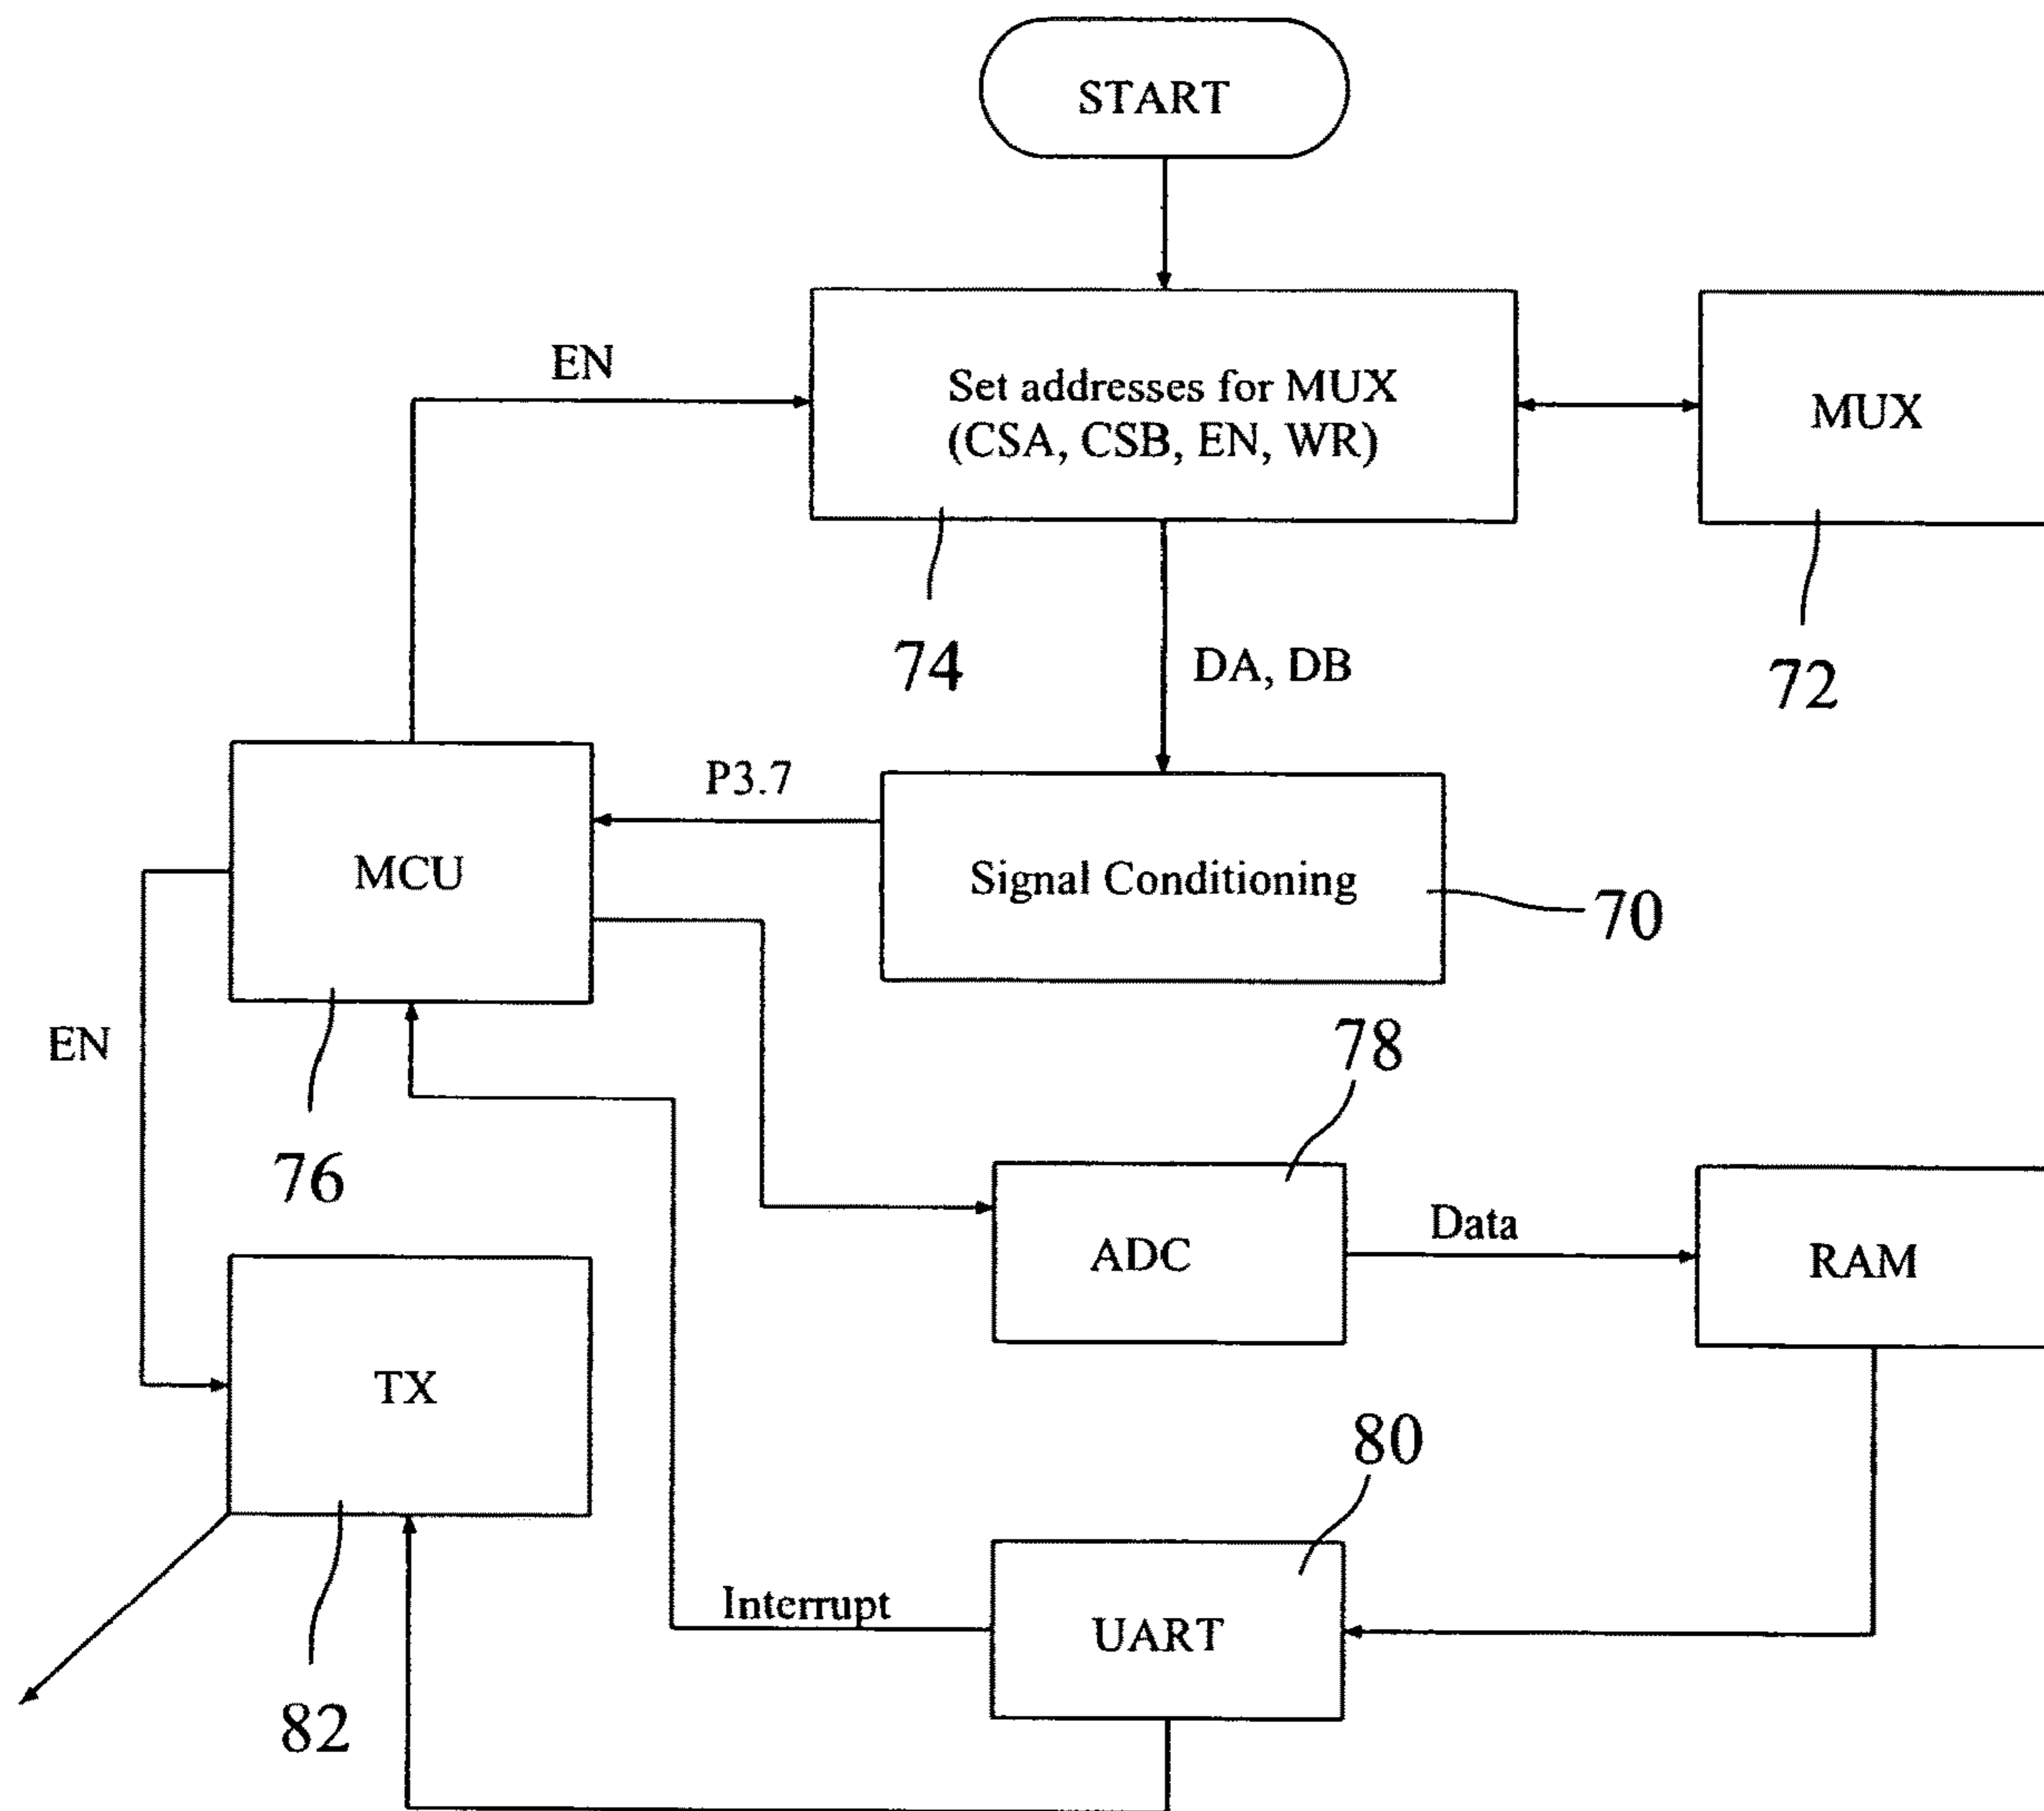 START
EN
Set addresses for MUX
(CSA, CSB, EN, WR)
MUX
74
DA, DB
72
P3.7
MCU
Signal Conditioning
70
EN
78
76
Data
ADC
RAM
TX
80
Interrupt
UART
82